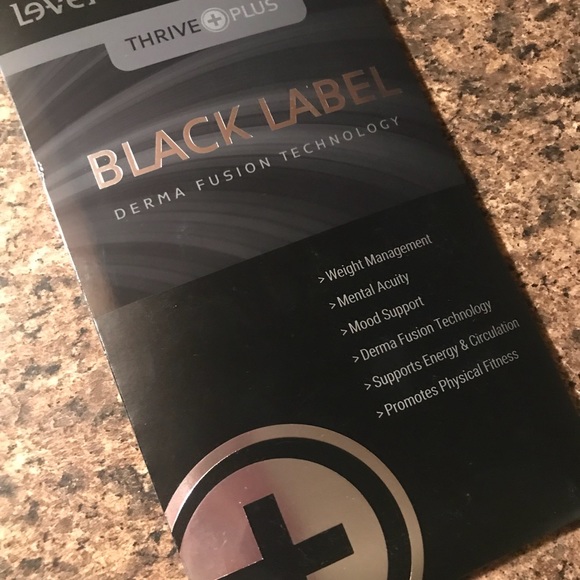 THRIVE PLUS
BLACK LABEL
DERMA FUSION TECHNOLOGY
> Weight Management
> Mental Acuity
> Mood Support
> Derma Fusion Technology
> Supports Energy & Circulation
> Promotes Physical Fitness